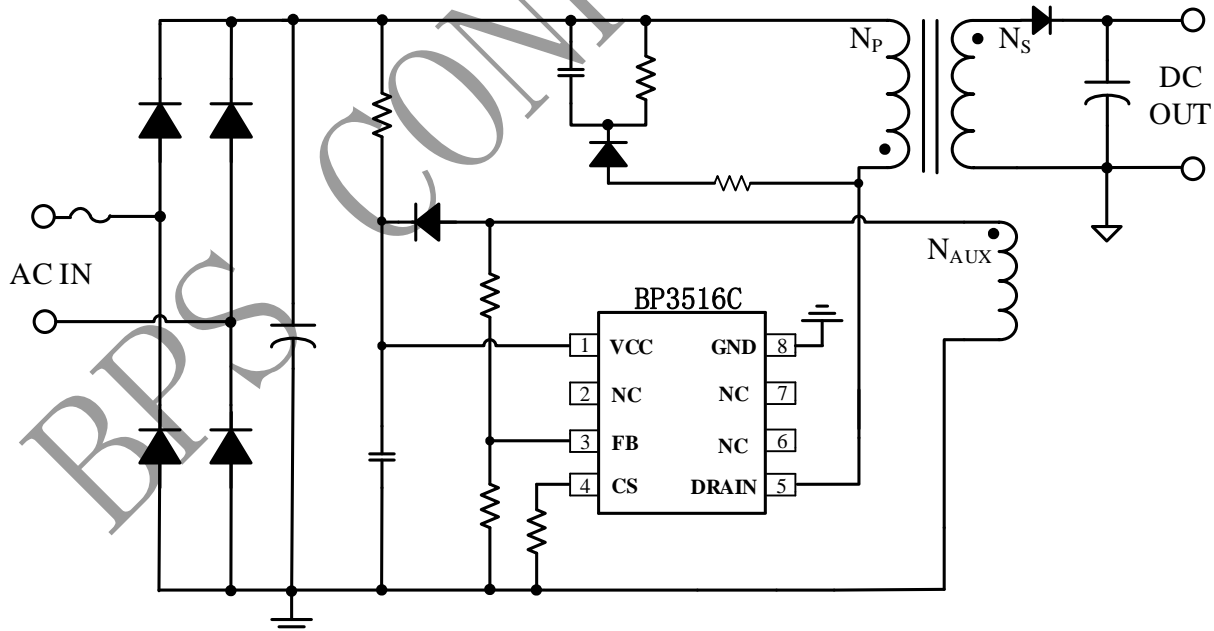 BPS CONF
N_P
N_S
DC
OUT
AC IN
N_AUX
BP3516C
1 VCC
GND 8
2 NC
NC 7
3 FB
NC 6
4 CS
DRAIN 5